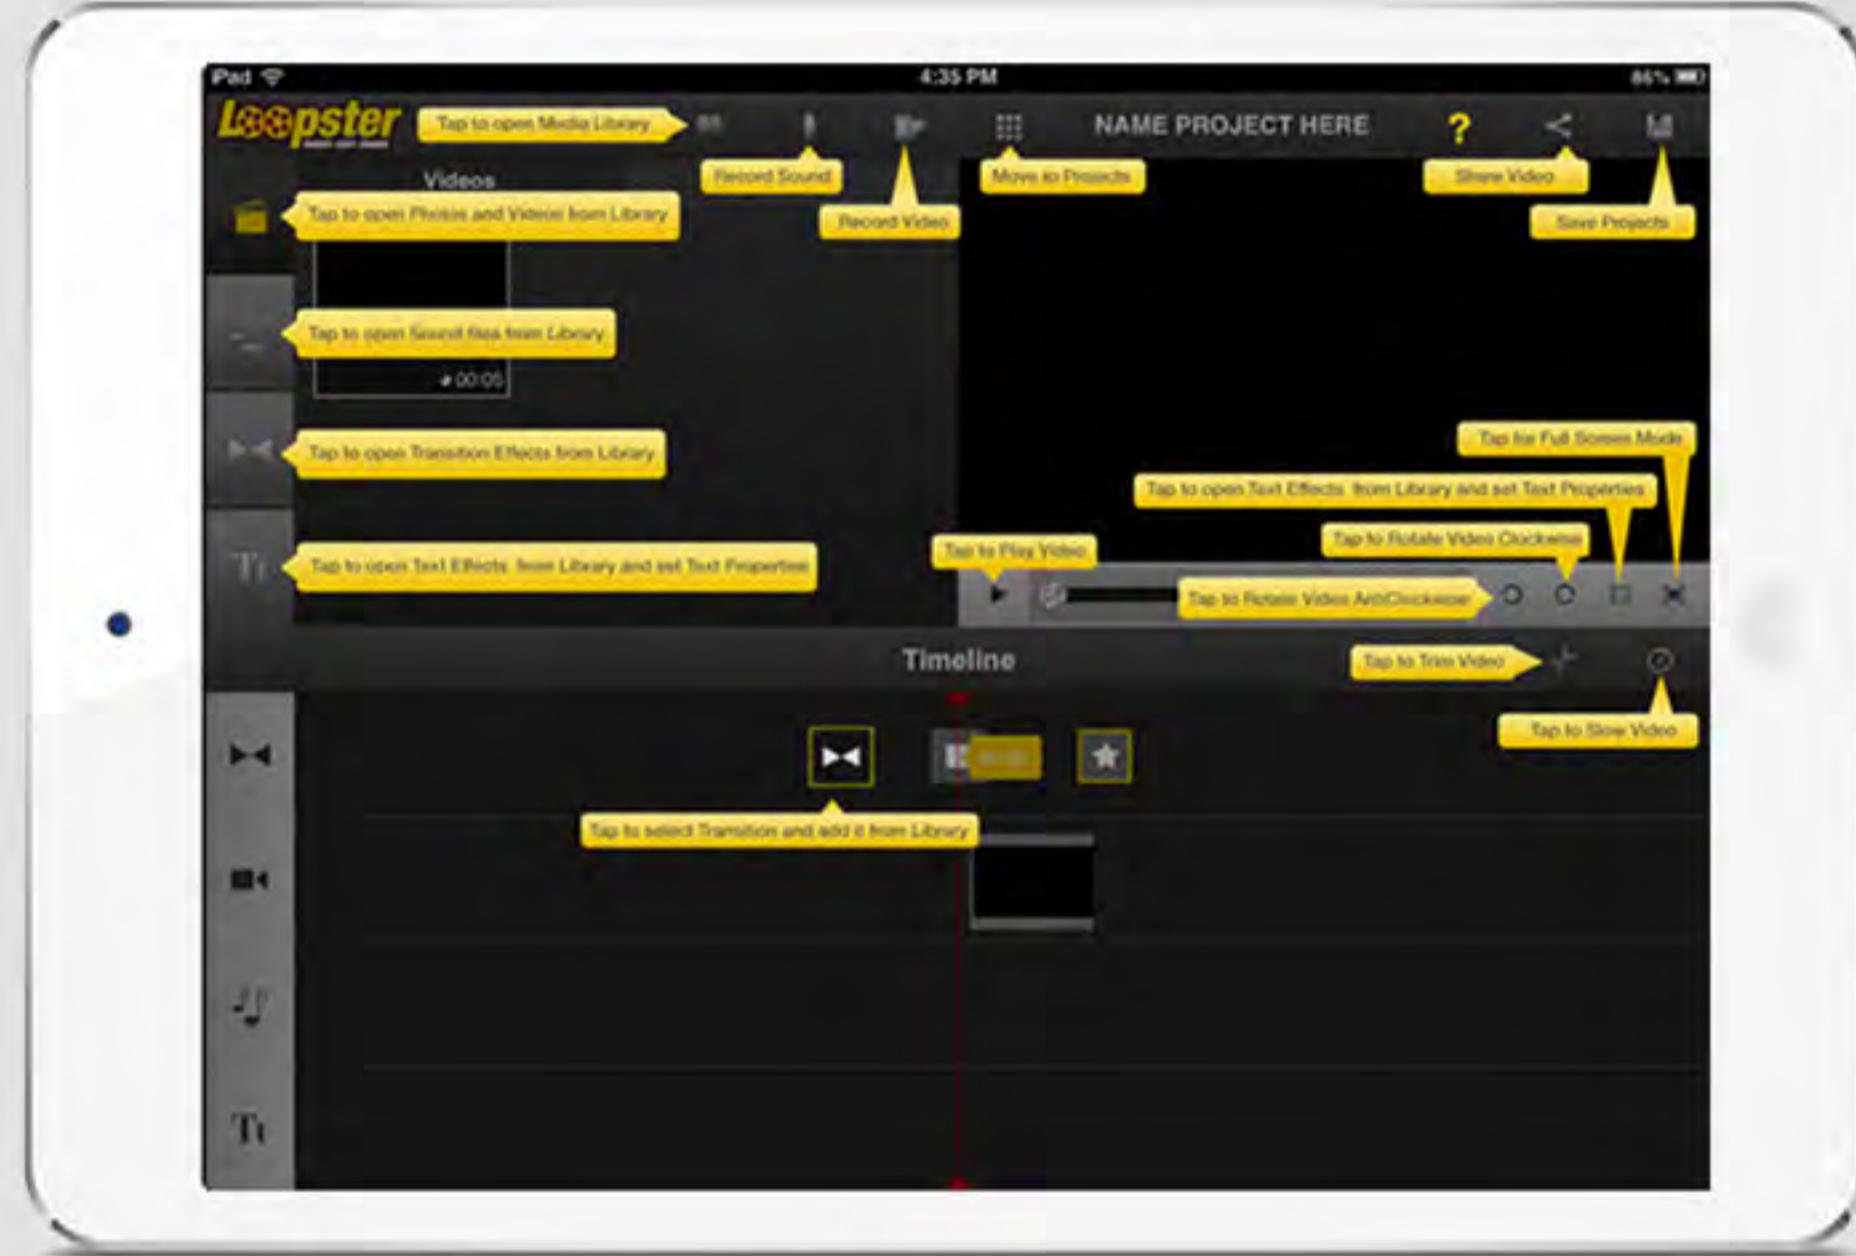 iPad
4:35 PM
86%
Loopster
Tap to open Media Library
NAME PROJECT HERE
?
Record Sound
Move to Projects
Share Video
Videos
Tap to open Photos and Videos from Library
Record Video
Save Projects
Tap to open Sound files from Library
00:05
Tap to open Transition Effects from Library
Tap for Full Screen Mode
Tap to open Text Effects from Library and set Text Properties
Tap to Rotate Video Clockwise
Tap to Play Video
Tt
Tap to open Text Effects from Library and set Text Properties
Tap to Rotate Video AntiClockwise
Timeline
Tap to Trim Video
Tap to Slow Video
Tap to select Transition and add it from Library
Tt